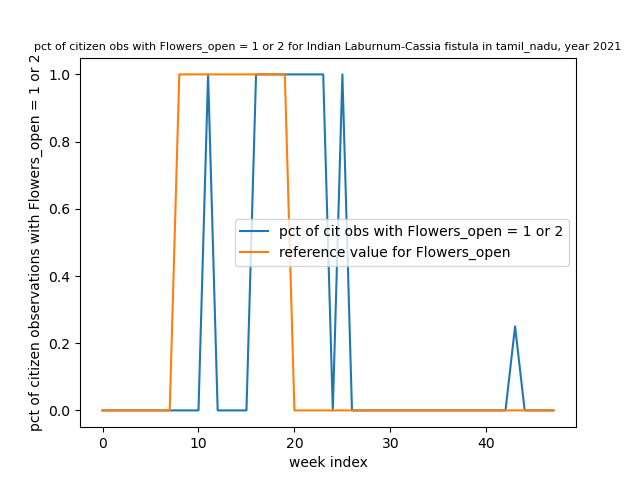 pct of citizen obs with Flowers_open = 1 or 2 for Indian Laburnum-Cassia fistula in tamil_nadu, year 2021
pct of citizen observations with Flowers_open = 1 or 2
1.0
0.8
0.6
0.4
0.2
0.0
pct of cit obs with Flowers_open = 1 or 2
reference value for Flowers_open
0 10 20 30 40
week index